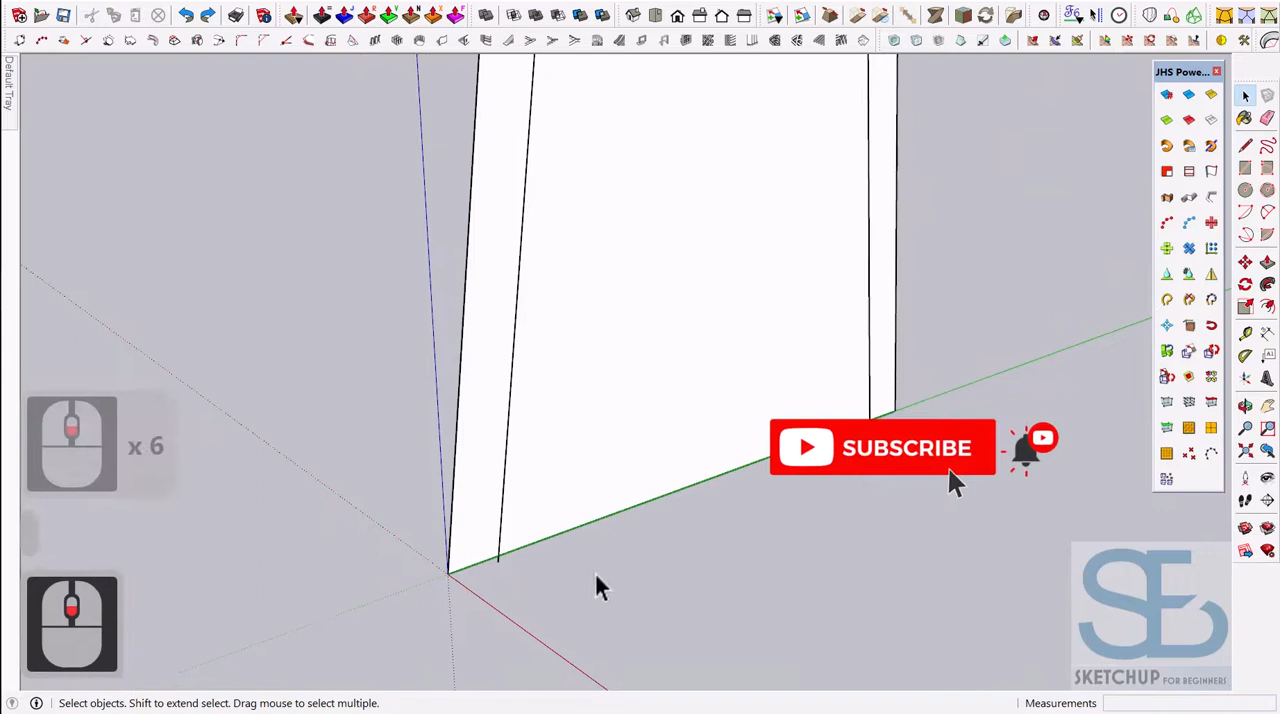 Default Tray
JHS Powe...
x 6
SUBSCRIBE
SE
SKETCHUP FOR BEGINNERS
Select objects. Shift to extend select. Drag mouse to select multiple.
Measurements